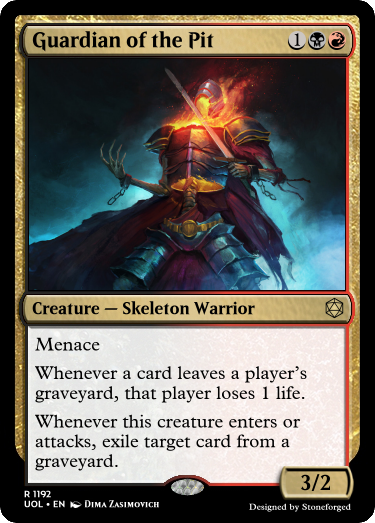 Guardian of the Pit 1
Creature — Skeleton Warrior
Menace
Whenever a card leaves a player's
graveyard, that player loses 1 life.
Whenever this creature enters or
attacks, exile target card from a
graveyard.
3/2
R 1192
UOL • EN Dima Zasimovich
Designed by Stoneforged